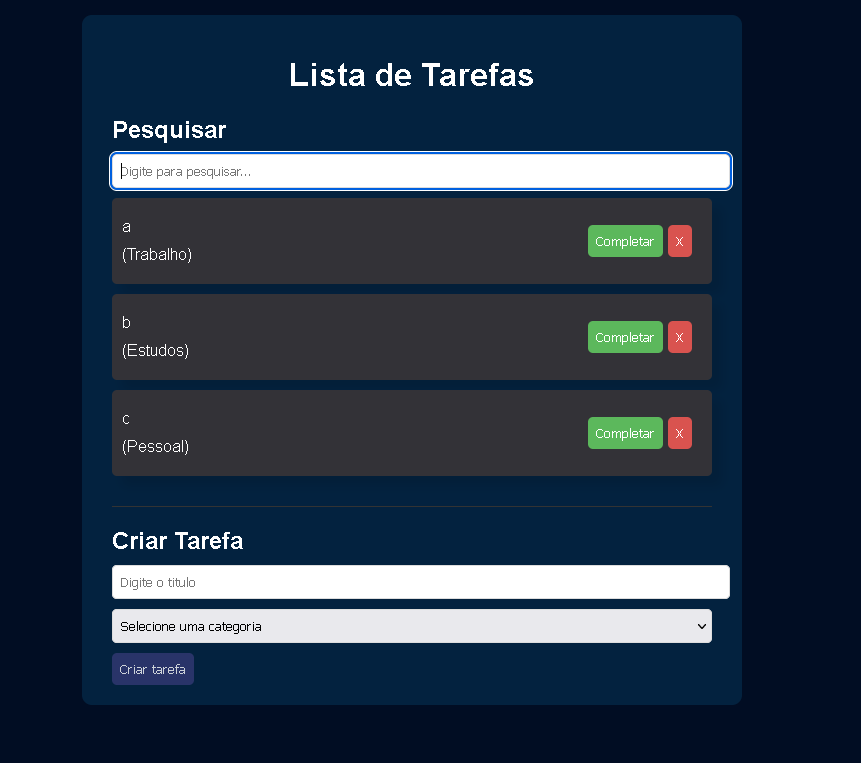 Lista de Tarefas
Pesquisar
Digite para pesquisar...
a
(Trabalho)
Completar X
b
(Estudos)
Completar X
c
(Pessoal)
Completar X
Criar Tarefa
Digite o titulo
Selecione uma categoria
Criar tarefa